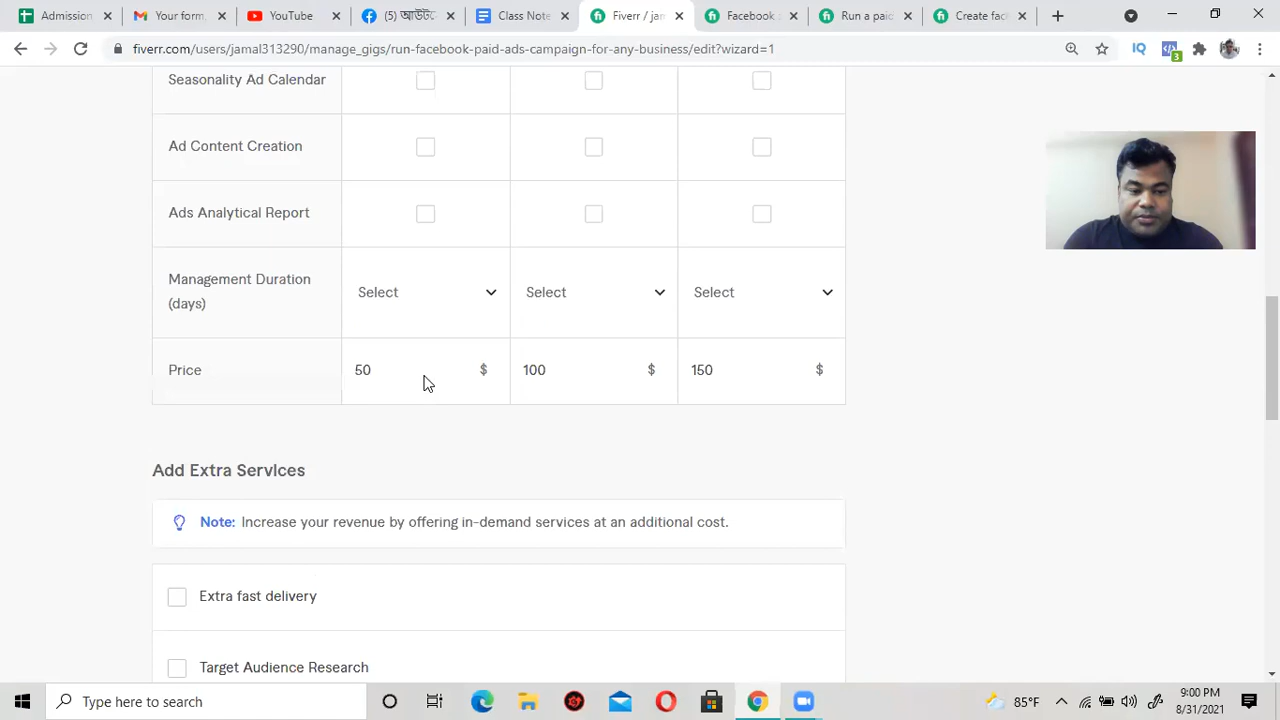 Admission
Your form,
YouTube
Class Note
Fiverr / jam
Facebook
Run a paid
Create fac
fiverr.com/users/jamal313290/manage_gigs/run-facebook-paid-ads-campaign-for-any-business/edit?wizard=1
IQ
3
Seasonality Ad Calendar
Ad Content Creation
Ads Analytical Report
Management Duration
(days)
Select
Select
Select
Price
50 $
100 $
150 $
Add Extra Services
Note: Increase your revenue by offering in-demand services at an additional cost.
Extra fast delivery
Target Audience Research
Type here to search
85°F
9:00 PM
8/31/2021